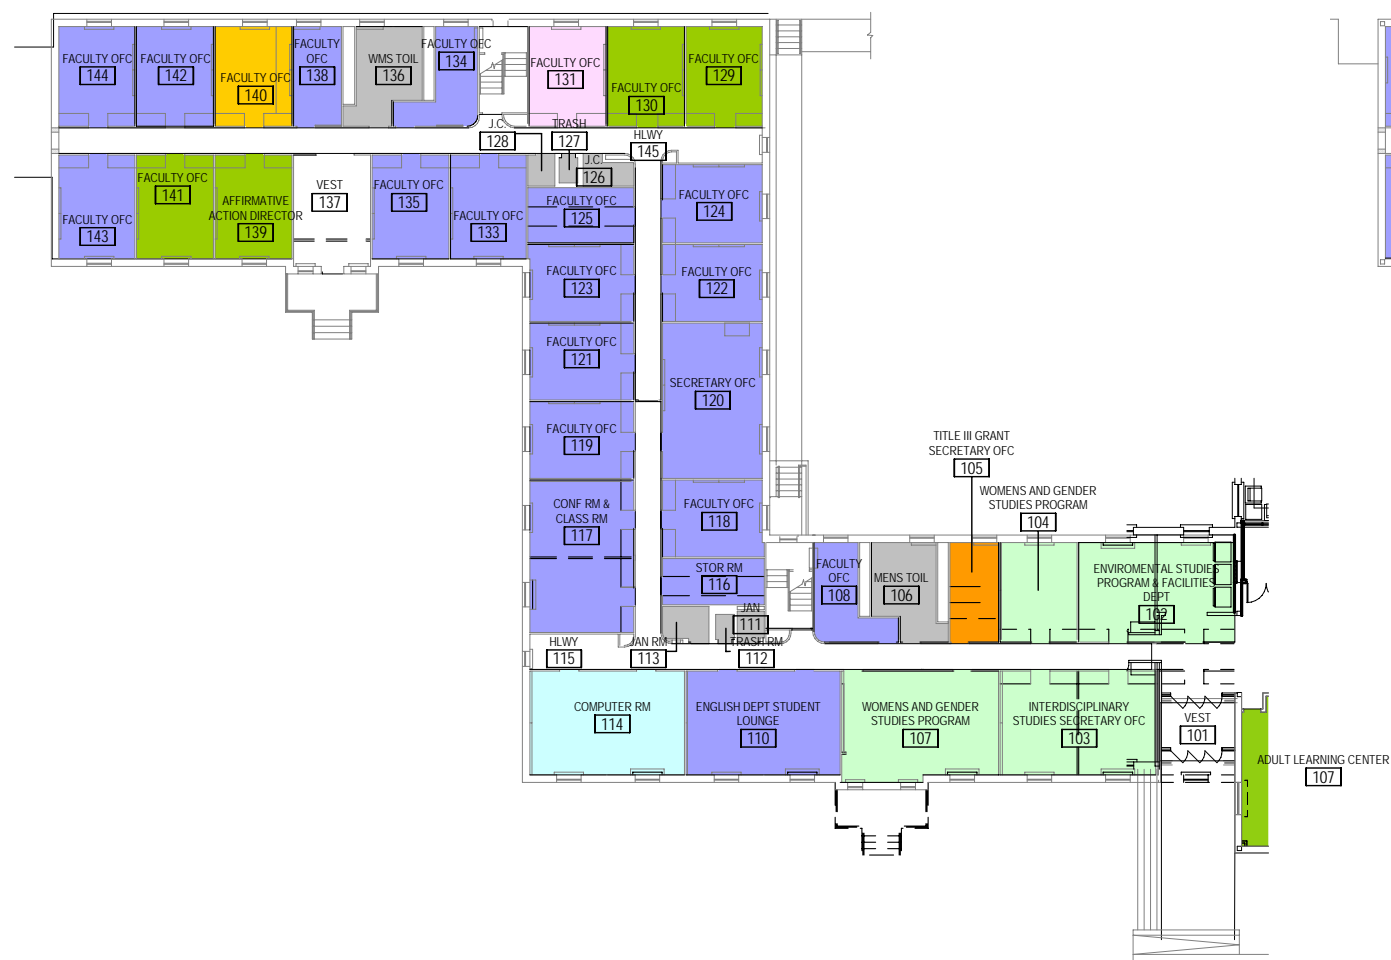 FACULTY OFC
144
FACULTY OFC
142
FACULTY OFC
140
FACULTY
OFC
138
WMS TOIL
136
FACULTY OFC
134
FACULTY OFC
131
FACULTY OFC
130
FACULTY OFC
129
J.C.
128
TRASH
127
HLWY
145
J.C.
126
FACULTY OFC
143
FACULTY OFC
141
AFFIRMATIVE
ACTION DIRECTOR
139
VEST
137
FACULTY OFC
135
FACULTY OFC
133
FACULTY OFC
125
FACULTY OFC
124
FACULTY OFC
123
FACULTY OFC
122
FACULTY OFC
121
SECRETARY OFC
120
FACULTY OFC
119
CONF RM &
CLASS RM
117
FACULTY OFC
118
STOR RM
116
JAN
111
HLWY
115
JAN RM
113
TRASH RM
112
TITLE III GRANT
SECRETARY OFC
105
WOMENS AND GENDER
STUDIES PROGRAM
104
FACULTY
OFC
108
MENS TOIL
106
ENVIROMENTAL STUDIES
PROGRAM & FACILITIES
DEPT
102
COMPUTER RM
114
ENGLISH DEPT STUDENT
LOUNGE
110
WOMENS AND GENDER
STUDIES PROGRAM
107
INTERDISCIPLINARY
STUDIES SECRETARY OFC
103
VEST
101
ADULT LEARNING CENTER
107